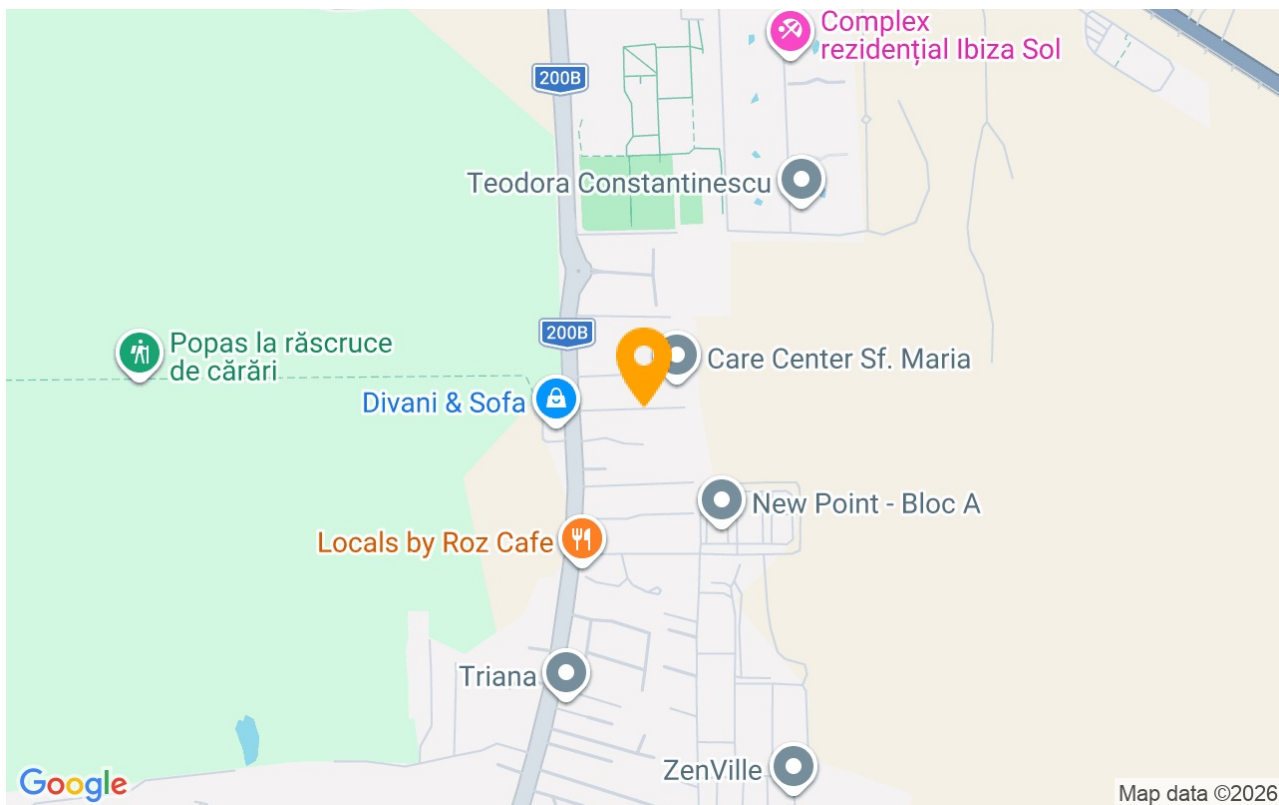 Complex
rezidențial Ibiza Sol
200B
Teodora Constantinescu
200B
Popas la răscruce
de cărări
Care Center Sf. Maria
Divani & Sofa
New Point - Bloc A
Locals by Roz Cafe
Triana
ZenVille
Google
Map data ©2026